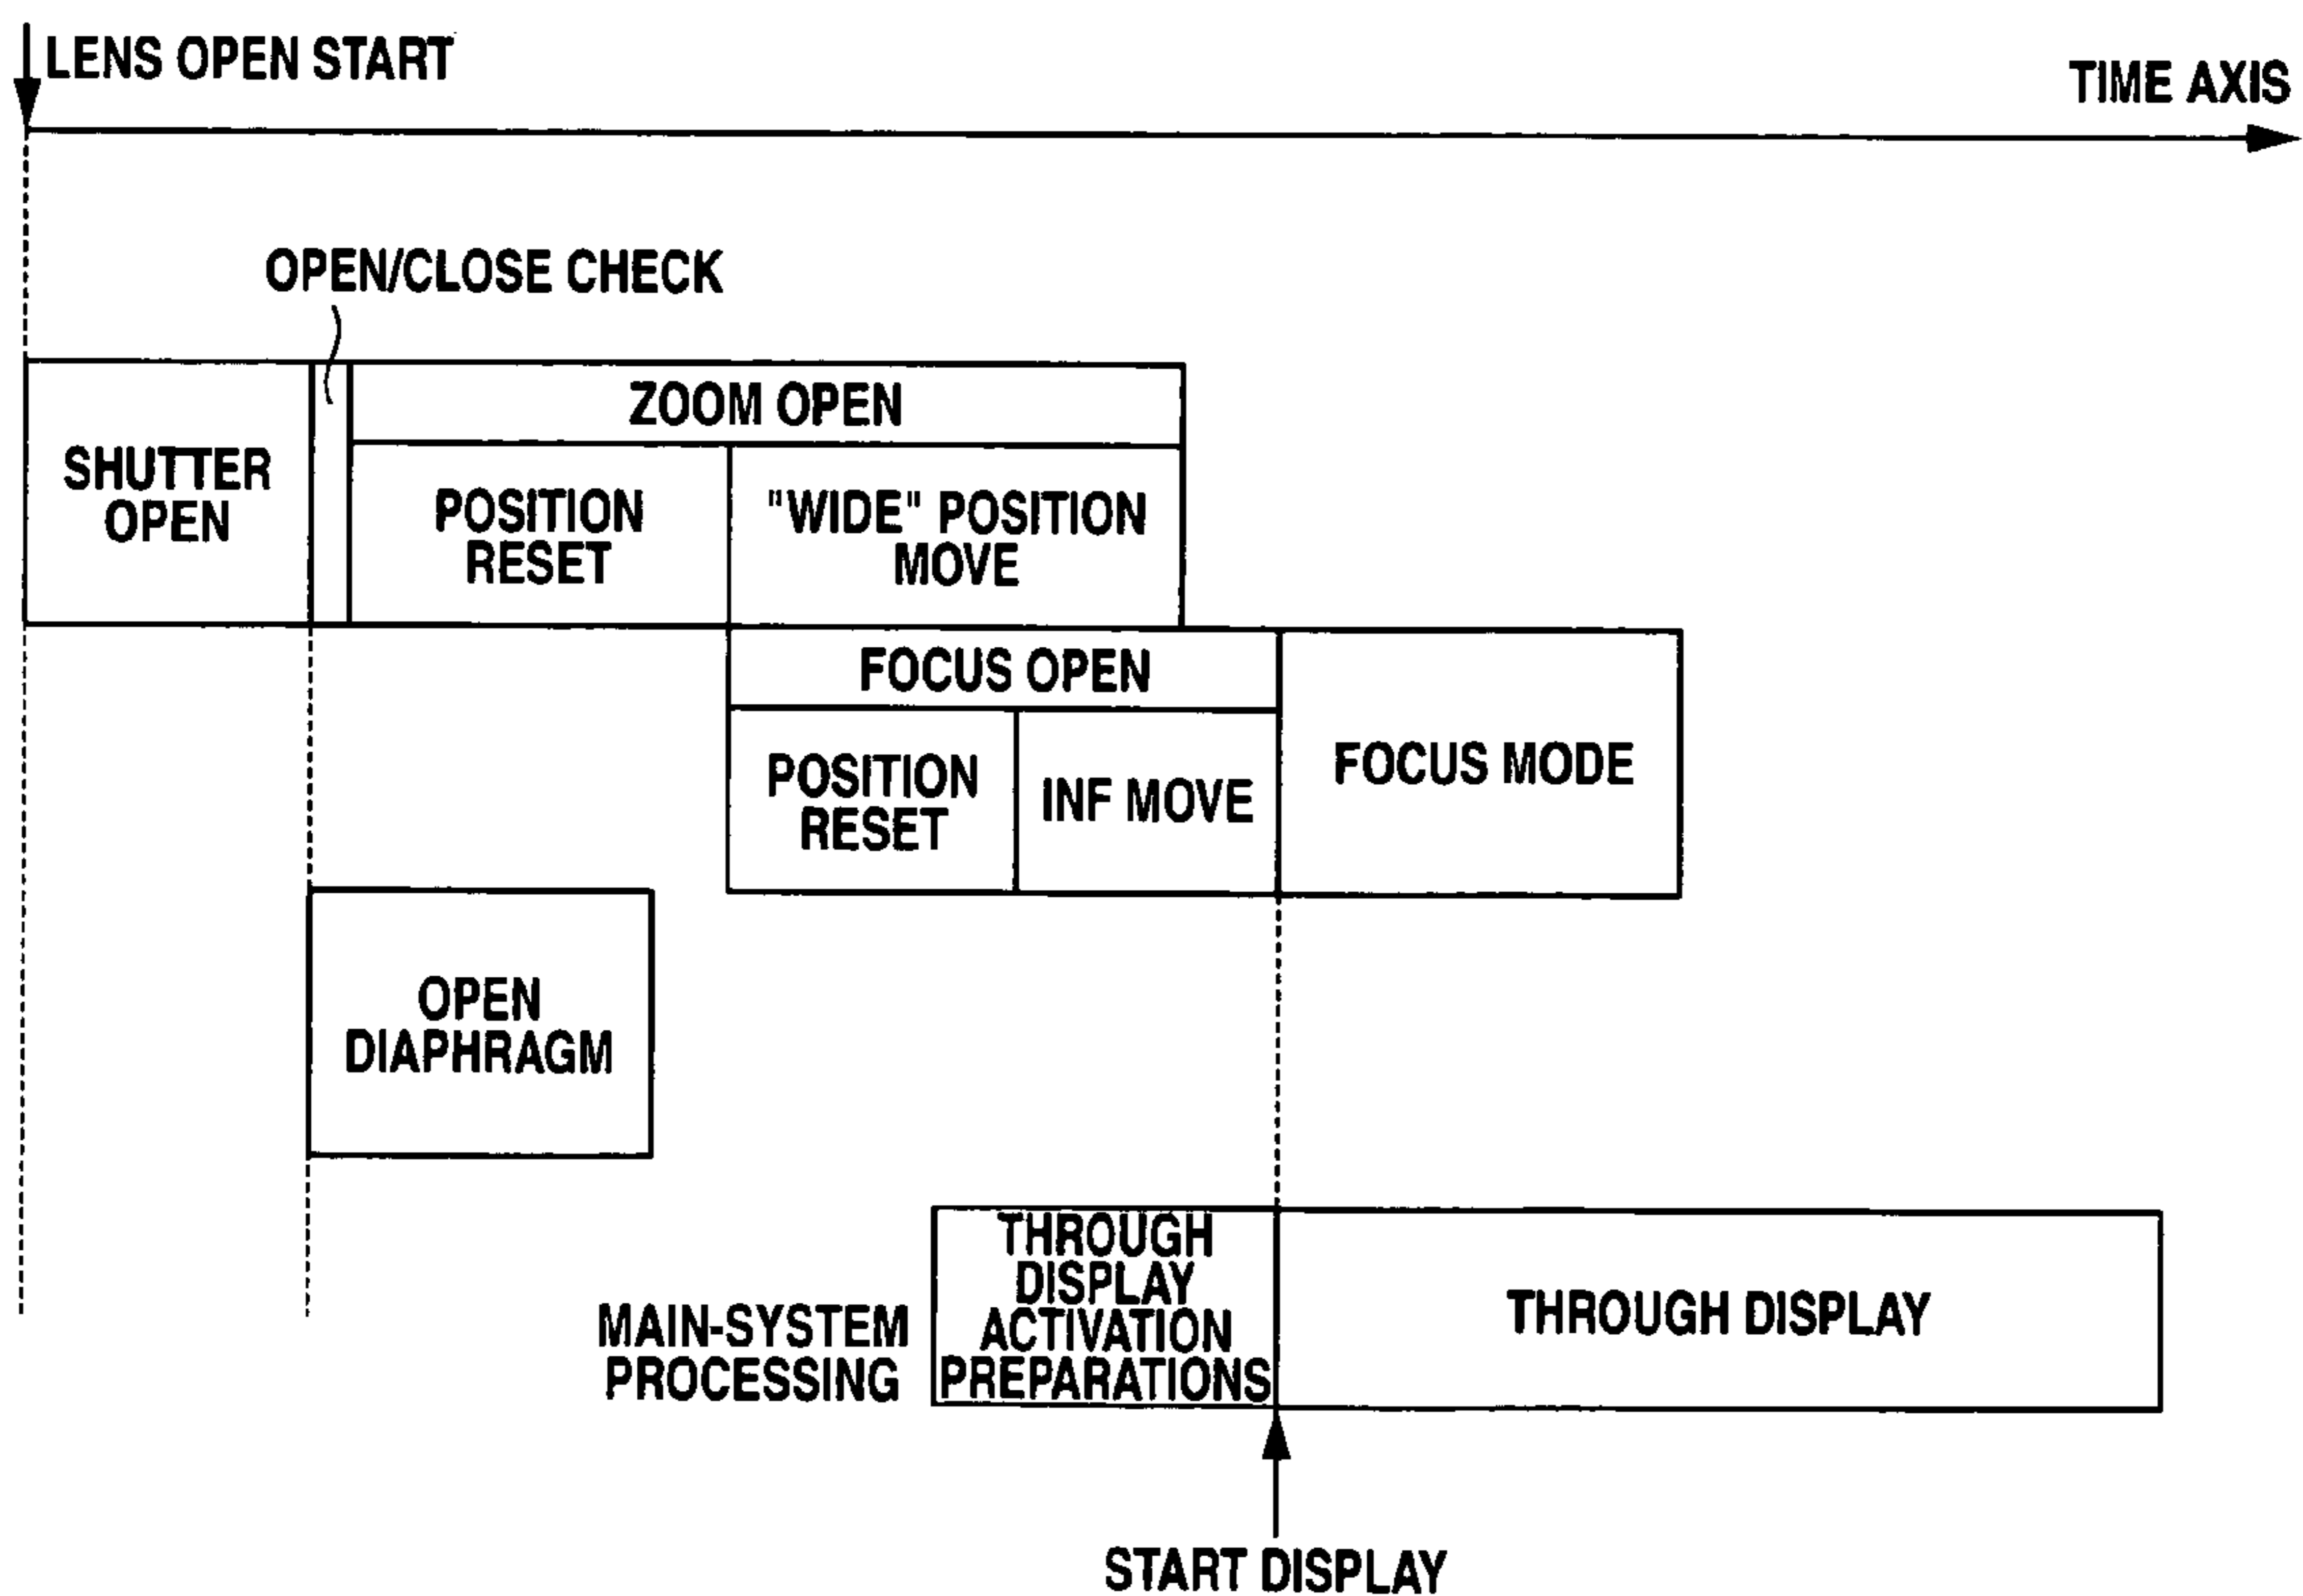 LENS OPEN START
TIME AXIS
OPEN/CLOSE CHECK
ZOOM OPEN
SHUTTER
OPEN
POSITION
RESET
"WIDE" POSITION
MOVE
FOCUS OPEN
POSITION
RESET
INF MOVE
FOCUS MODE
OPEN
DIAPHRAGM
MAIN-SYSTEM
PROCESSING
THROUGH
DISPLAY
ACTIVATION
PREPARATIONS
THROUGH DISPLAY
START DISPLAY